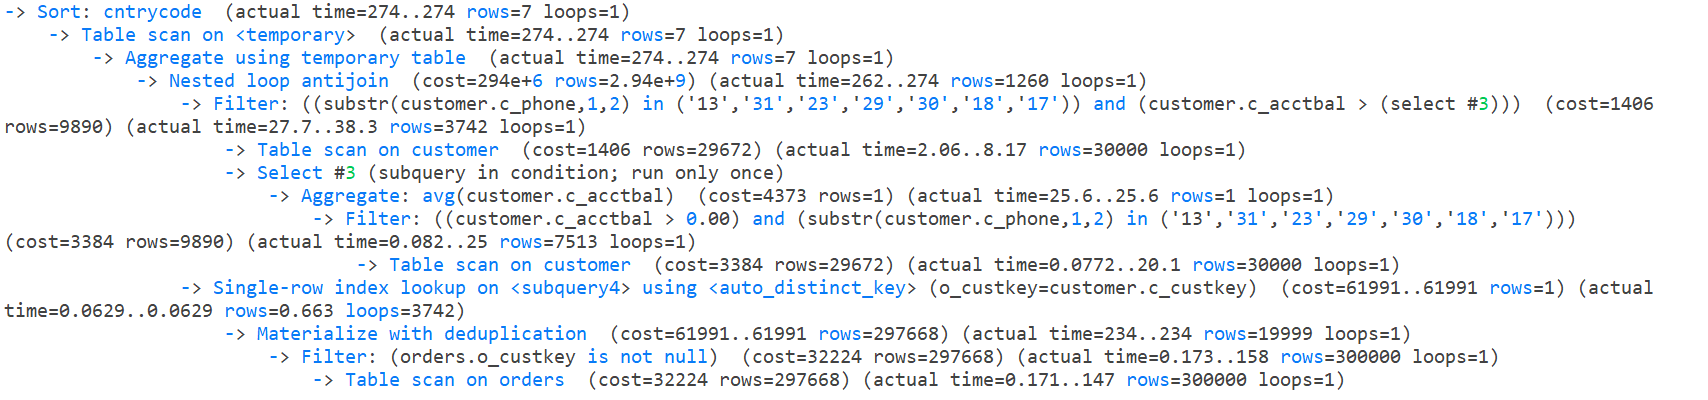 -> Sort: cntrycode  (actual time=274..274 rows=7 loops=1)
    -> Table scan on <temporary>  (actual time=274..274 rows=7 loops=1)
        -> Aggregate using temporary table  (actual time=274..274 rows=7 loops=1)
            -> Nested loop antijoin  (cost=294e+6 rows=2.94e+9) (actual time=262..274 rows=1260 loops=1)
                -> Filter: ((substr(customer.c_phone,1,2) in ('13','31','23','29','30','18','17')) and (customer.c_acctbal > (select #3)))  (cost=1406
rows=9890) (actual time=27.7..38.3 rows=3742 loops=1)
                    -> Table scan on customer  (cost=1406 rows=29672) (actual time=2.06..8.17 rows=30000 loops=1)
                    -> Select #3 (subquery in condition; run only once)
                        -> Aggregate: avg(customer.c_acctbal)  (cost=4373 rows=1) (actual time=25.6..25.6 rows=1 loops=1)
                            -> Filter: ((customer.c_acctbal > 0.00) and (substr(customer.c_phone,1,2) in ('13','31','23','29','30','18','17')))
(cost=3384 rows=9890) (actual time=0.082..25 rows=7513 loops=1)
                                -> Table scan on customer  (cost=3384 rows=29672) (actual time=0.0772..20.1 rows=30000 loops=1)
                -> Single-row index lookup on <subquery4> using <auto_distinct_key> (o_custkey=customer.c_custkey)  (cost=61991..61991 rows=1) (actual
time=0.0629..0.0629 rows=0.663 loops=3742)
                    -> Materialize with deduplication  (cost=61991..61991 rows=297668) (actual time=234..234 rows=19999 loops=1)
                        -> Filter: (orders.o_custkey is not null)  (cost=32224 rows=297668) (actual time=0.173..158 rows=300000 loops=1)
                            -> Table scan on orders  (cost=32224 rows=297668) (actual time=0.171..147 rows=300000 loops=1)